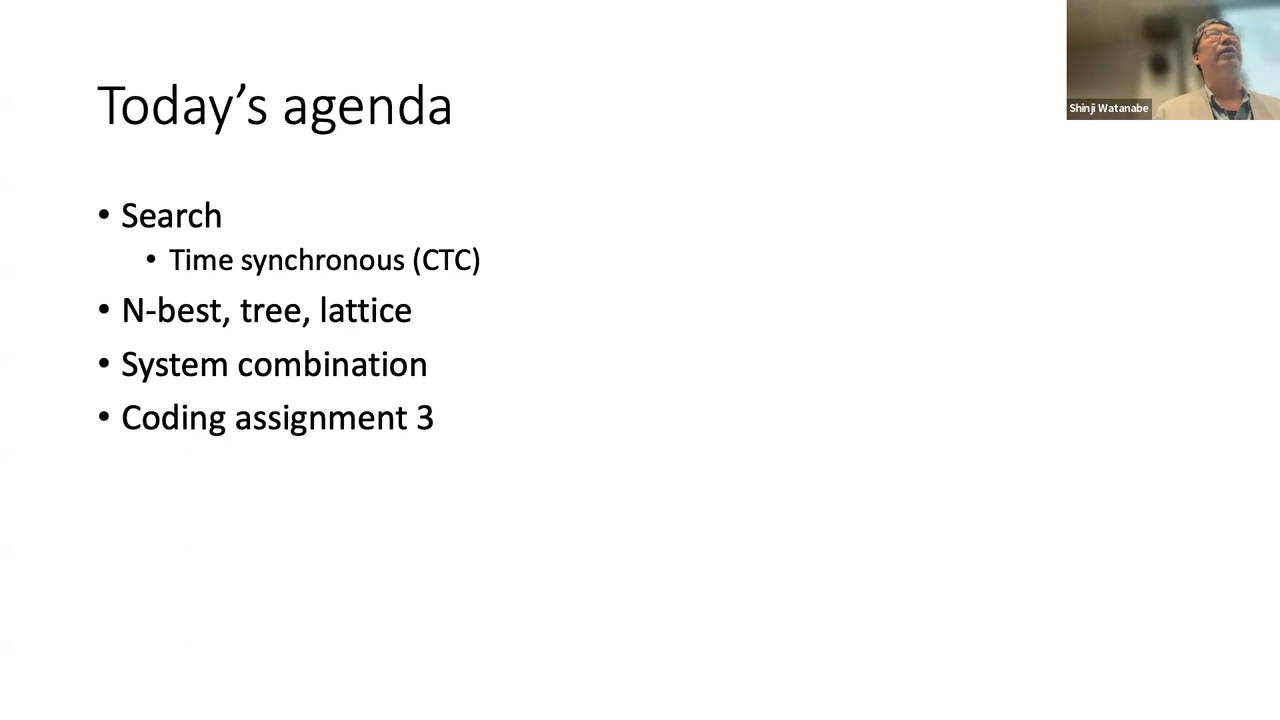 Today’s agenda
• Search
• Time synchronous (CTC)
• N-best, tree, lattice
• System combination
• Coding assignment 3
Shinji Watanabe